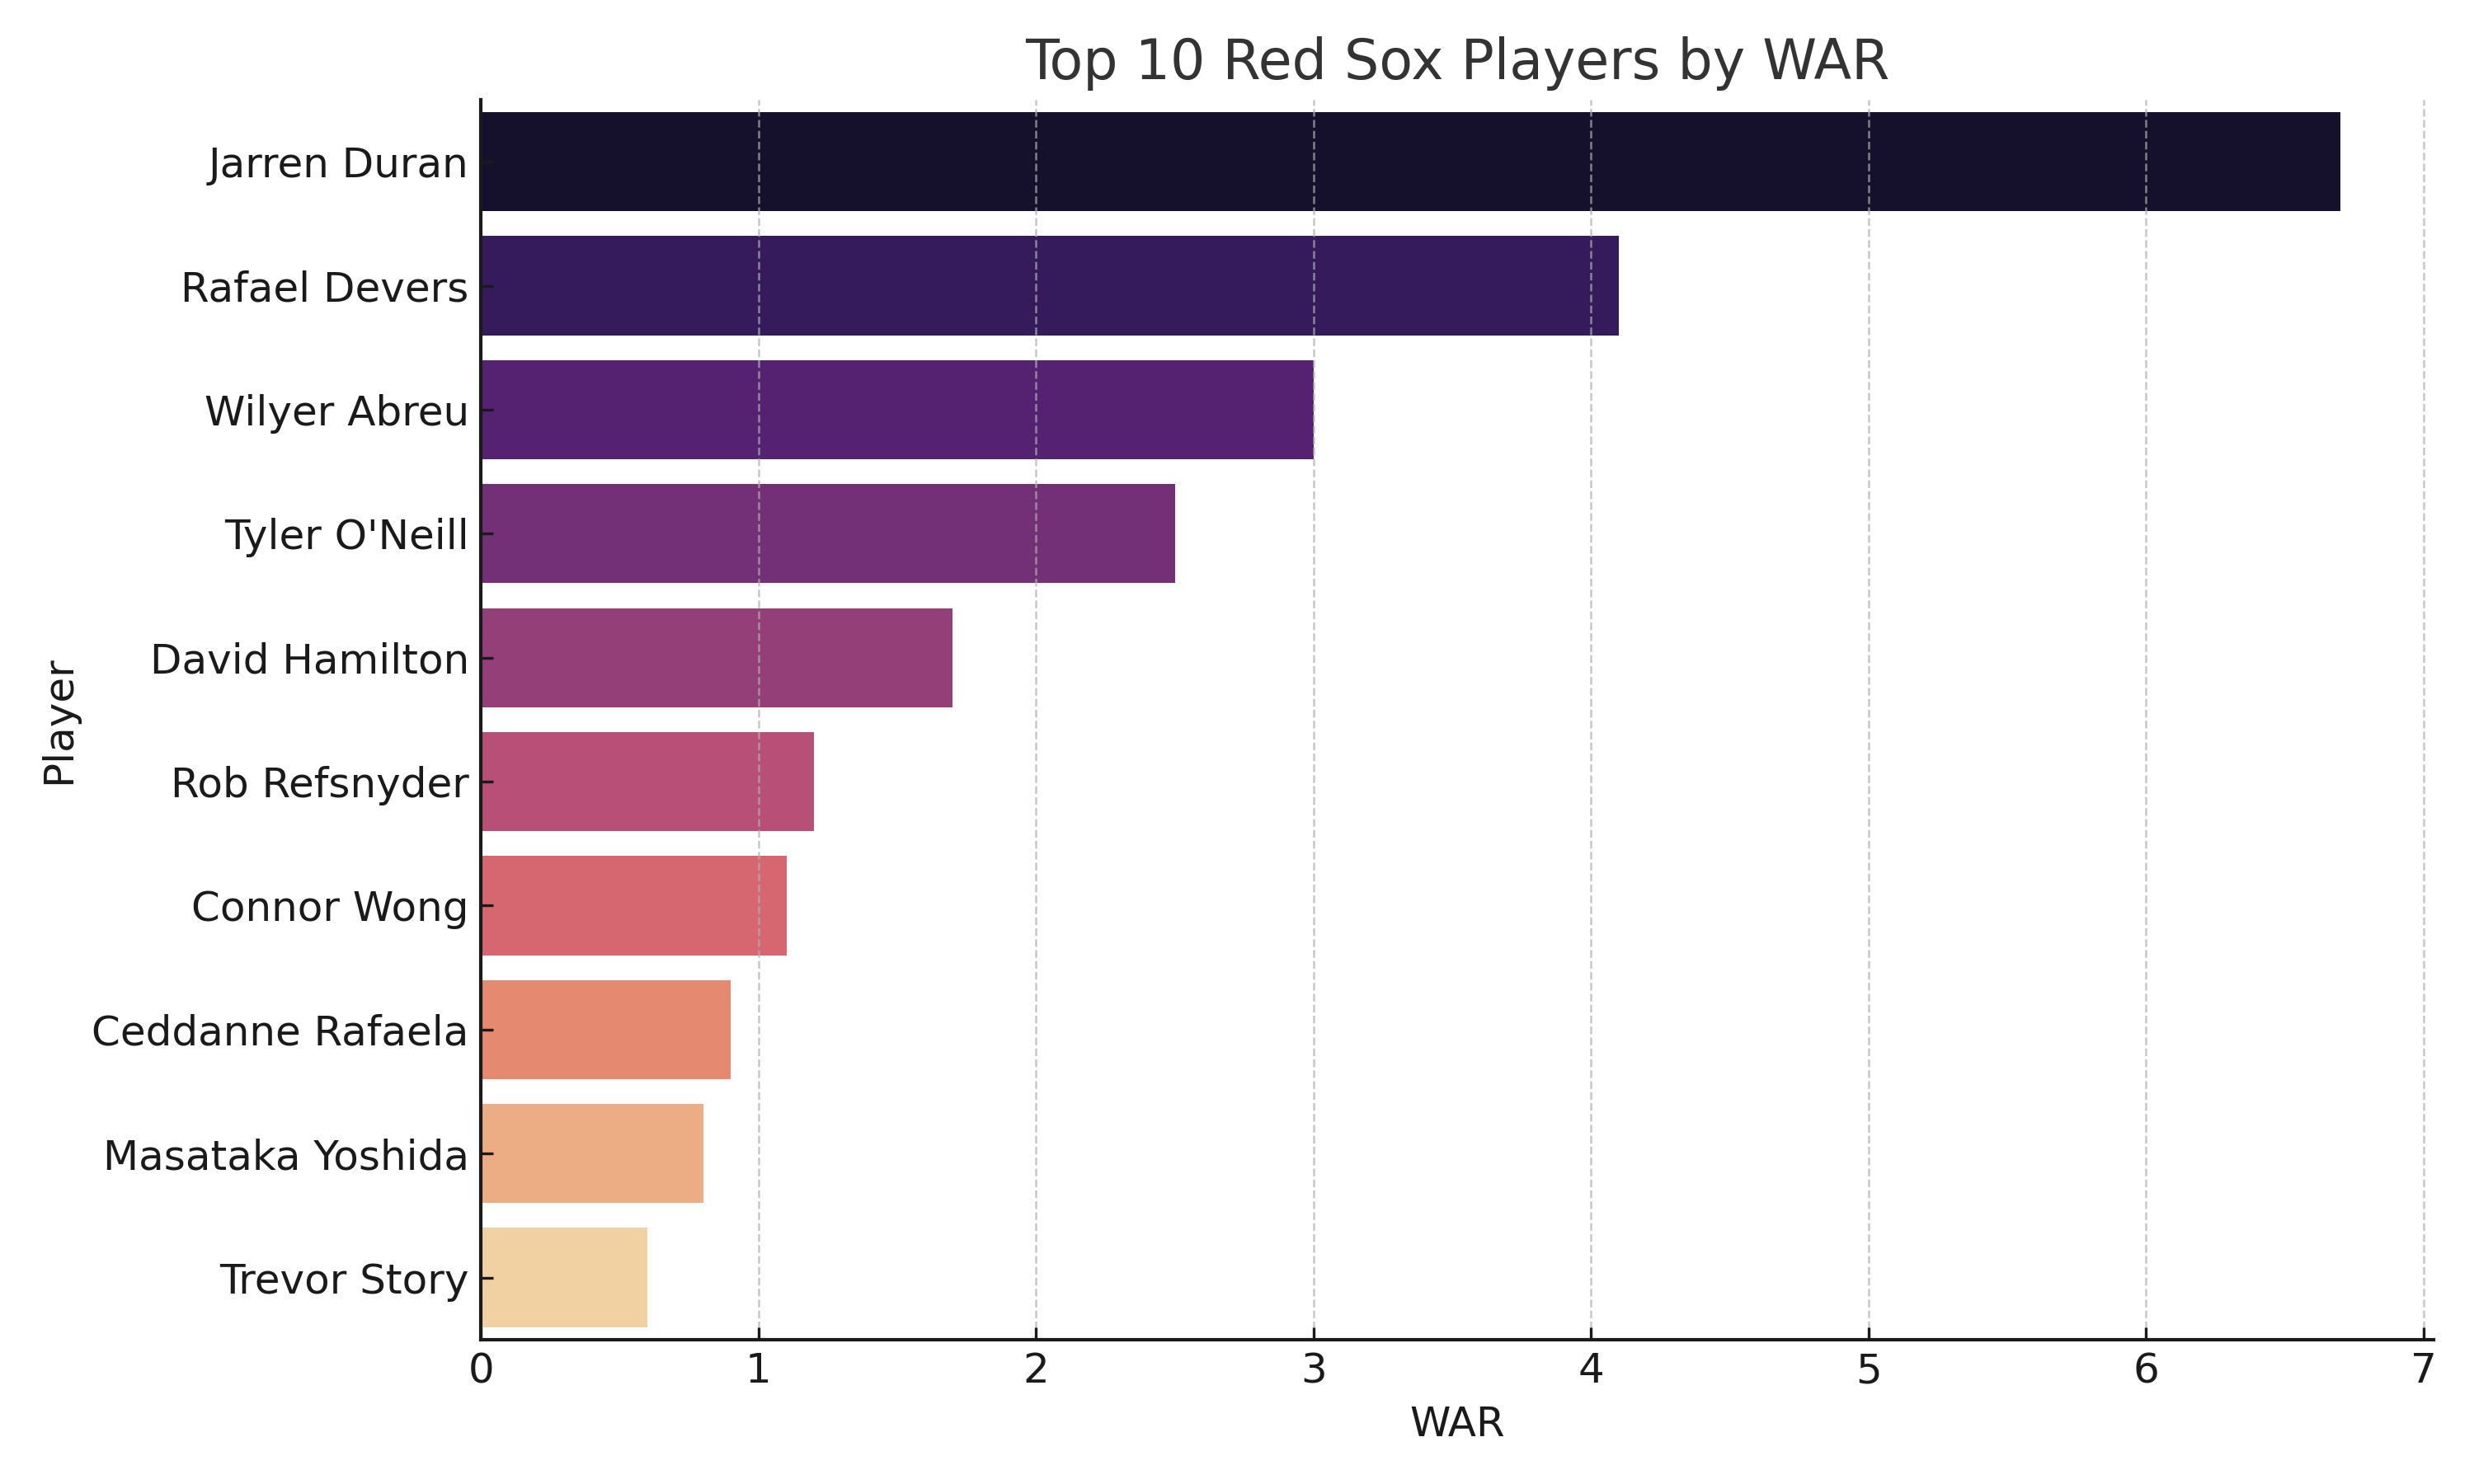 Top 10 Red Sox Players by WAR
Player
Jarren Duran
Rafael Devers
Wilyer Abreu
Tyler O'Neill
David Hamilton
Rob Refsnyder
Connor Wong
Ceddanne Rafaela
Masataka Yoshida
Trevor Story
0 1 2 3 4 5 6 7
WAR